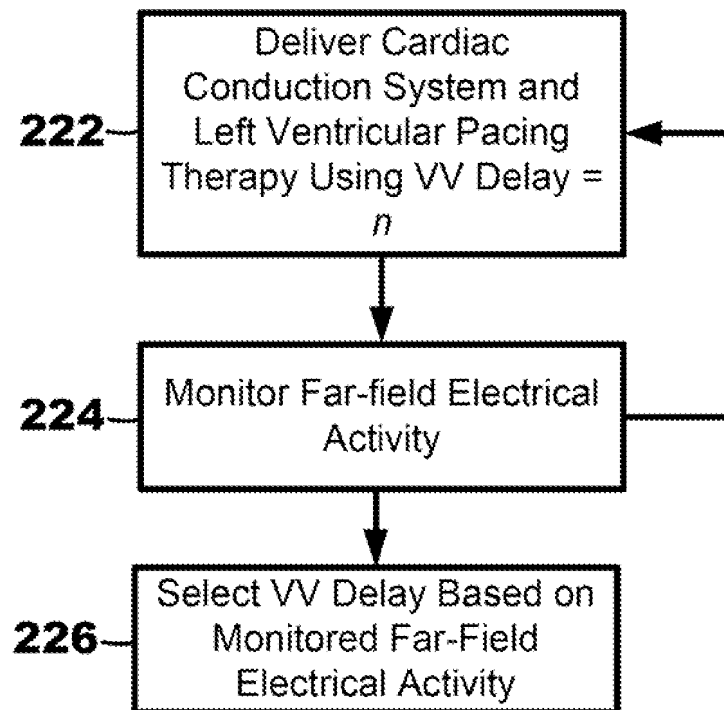 222
Deliver Cardiac
Conduction System and
Left Ventricular Pacing
Therapy Using VV Delay =
n
224
Monitor Far-field Electrical
Activity
226
Select VV Delay Based on
Monitored Far-Field
Electrical Activity